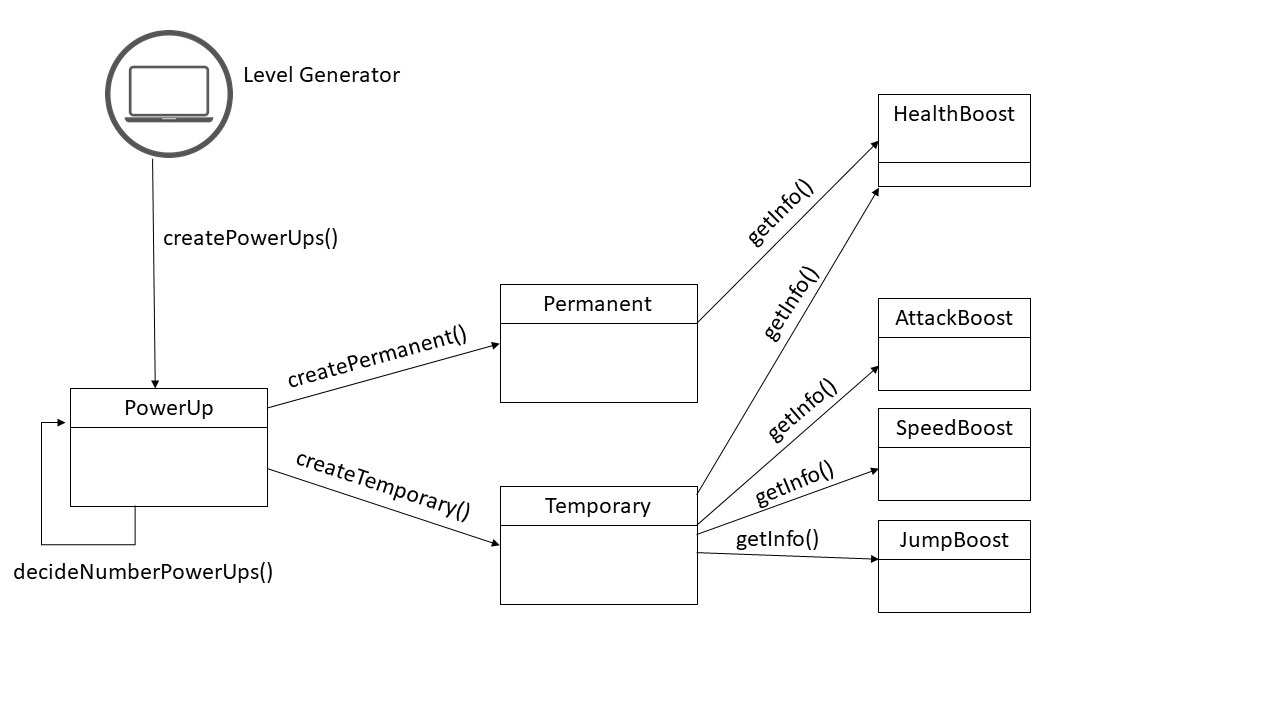 Level Generator
HealthBoost
getInfo()
createPowerUps()
getInfo()
Permanent
AttackBoost
createPermanent()
PowerUp
getInfo()
SpeedBoost
createTemporary()
getInfo()
Temporary
getInfo()
JumpBoost
decideNumberPowerUps()